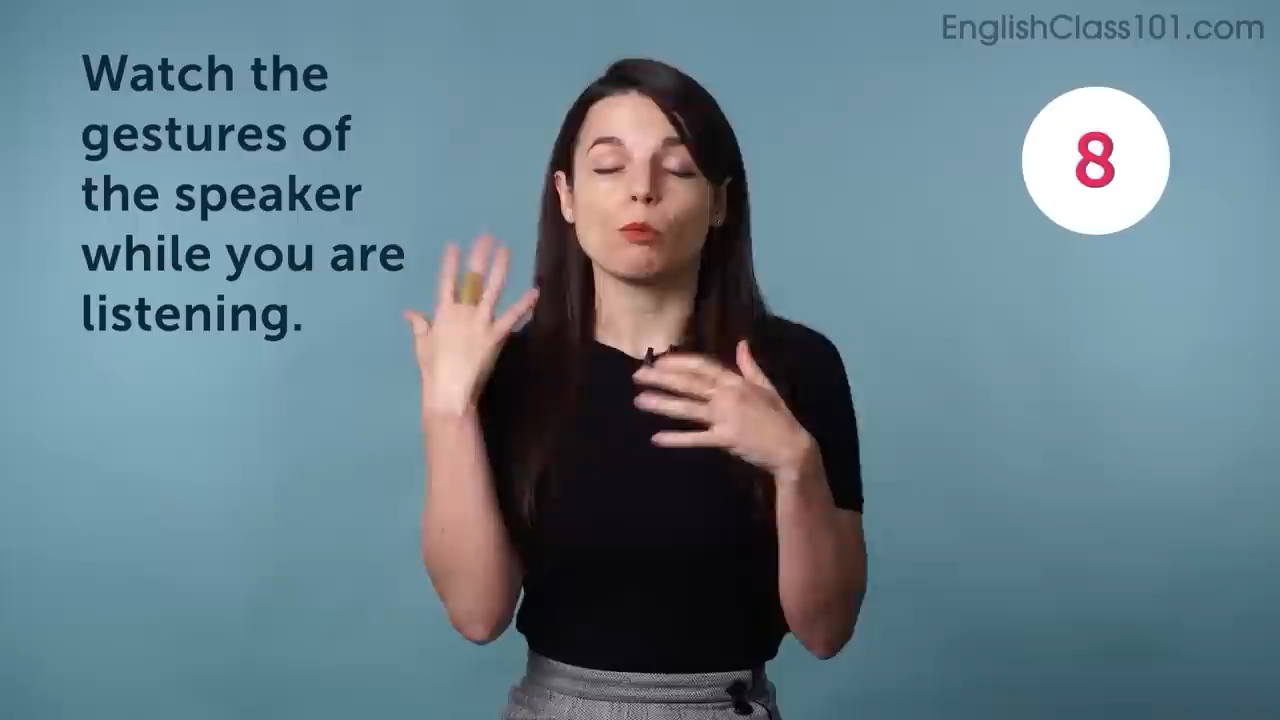 EnglishClass101.com
Watch the
gestures of
the speaker
while you are
listening.
8